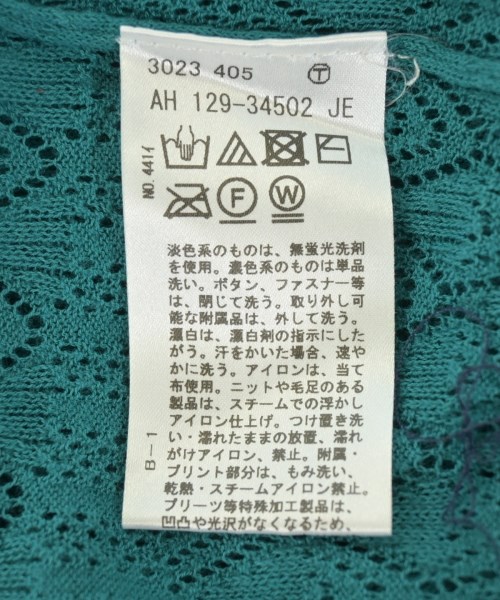 3023 405 Ⓣ
AH 129-34502 JE
NO.441イ
F W
淡色系のものは、無蛍光洗剤
を使用。濃色系のものは単品
洗い。ボタン、ファスナー等
は、閉じて洗う。取り外し可
能な附属品は、外して洗う。
漂白は、漂白剤の指示にした
がう。汗をかいた場合、速や
かに洗う。アイロンは、当て
布使用。ニットや毛足のある
製品は、スチームでの浮かし
アイロン仕上げ。つけ置き洗
い・濡れたままの放置、濡れ
がけアイロン、禁止。附属・
プリント部分は、もみ洗い、
乾熱・スチームアイロン禁止。
プリーツ等特殊加工製品は、
凹凸や光沢がなくなるため、
B-1